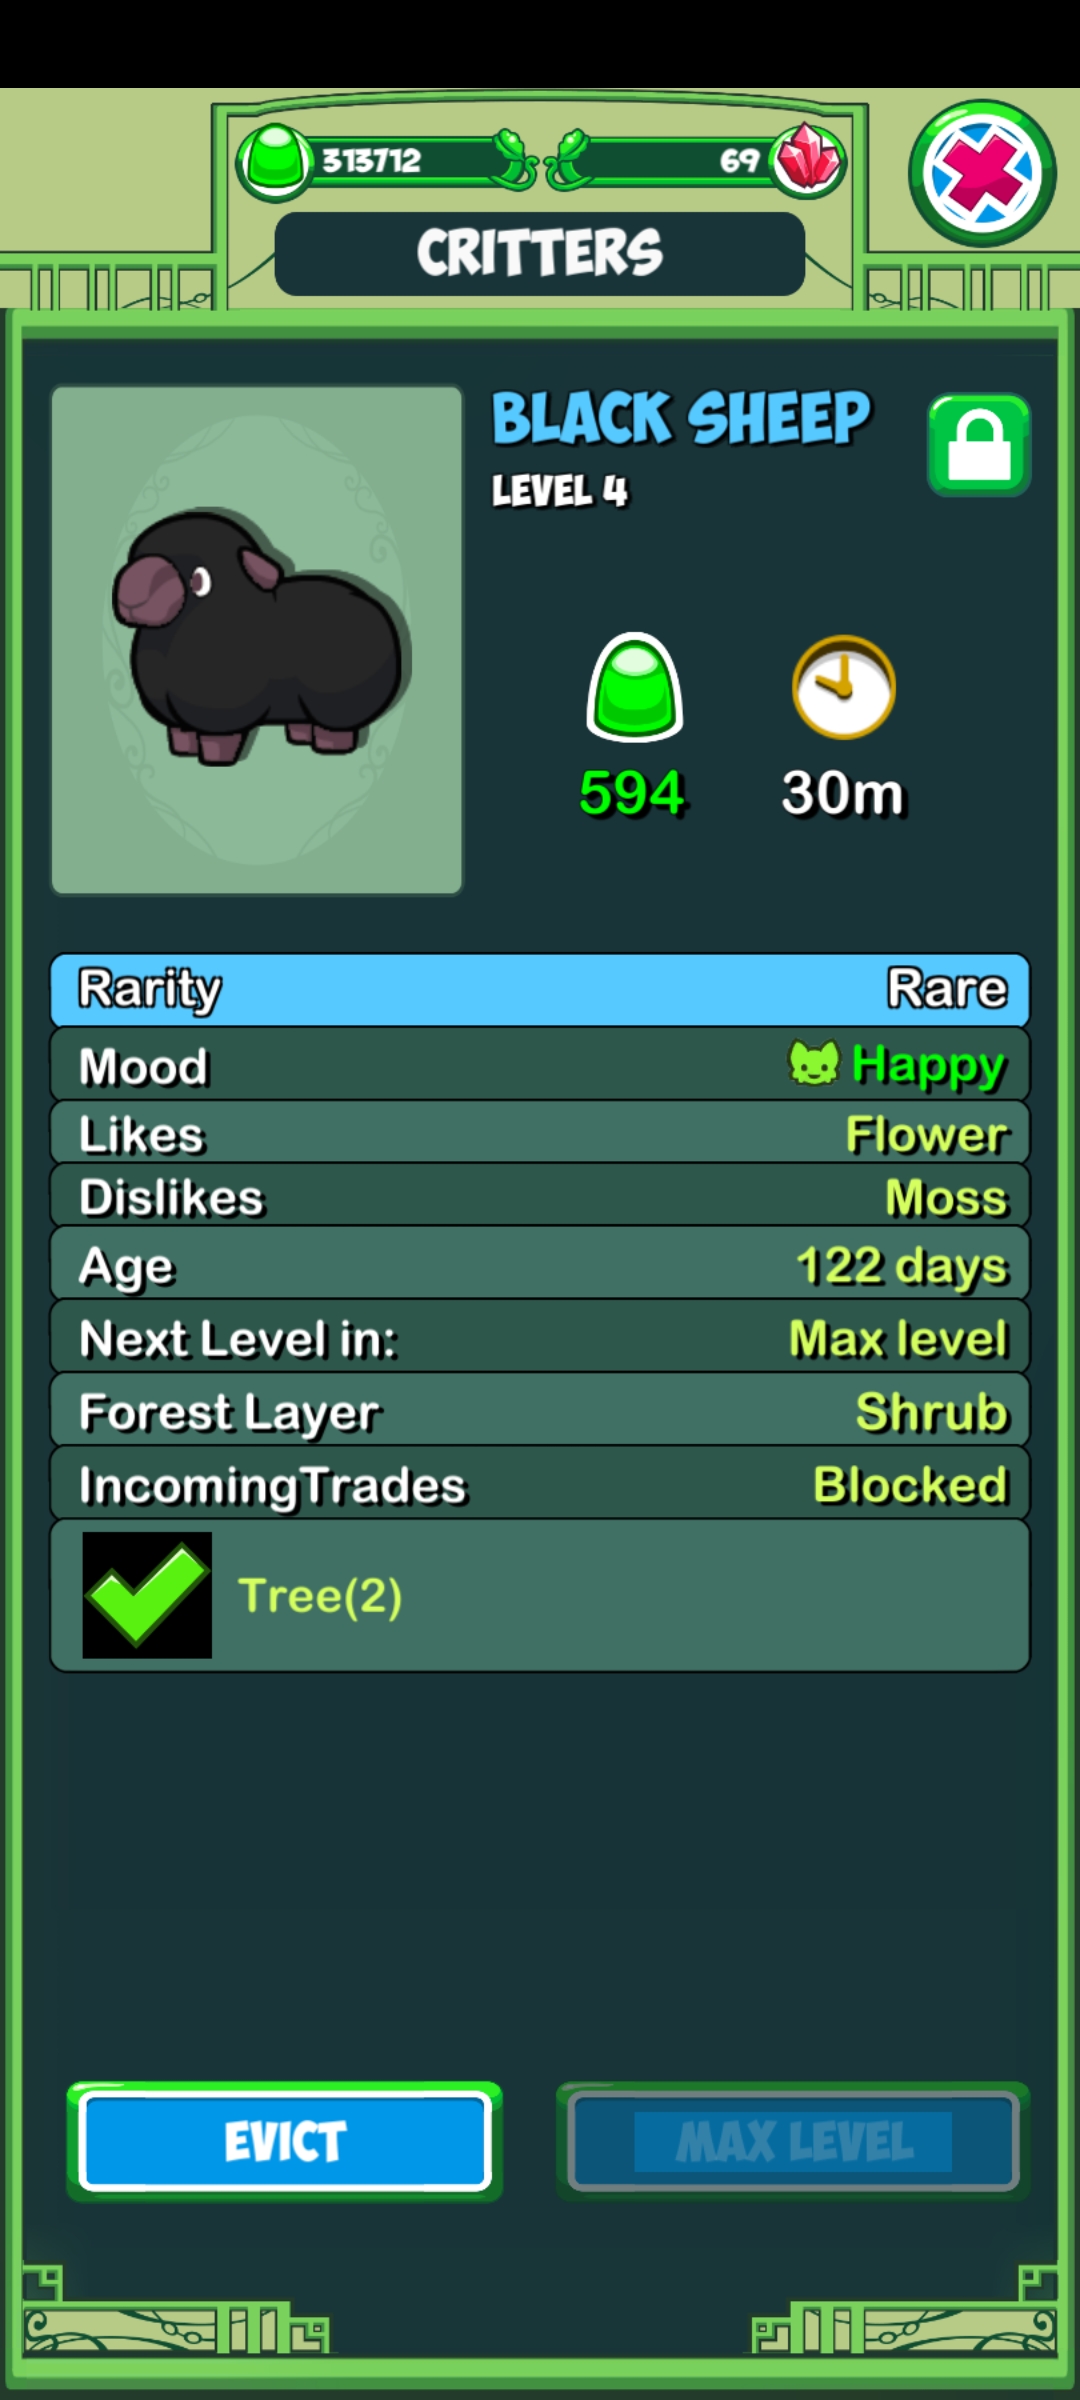 313712 69
CRITTERS
BLACK SHEEP
LEVEL 4
594 30m
Rarity Rare
Mood Happy
Likes Flower
Dislikes Moss
Age 122 days
Next Level in: Max level
Forest Layer Shrub
IncomingTrades Blocked
Tree(2)
EVICT MAX LEVEL